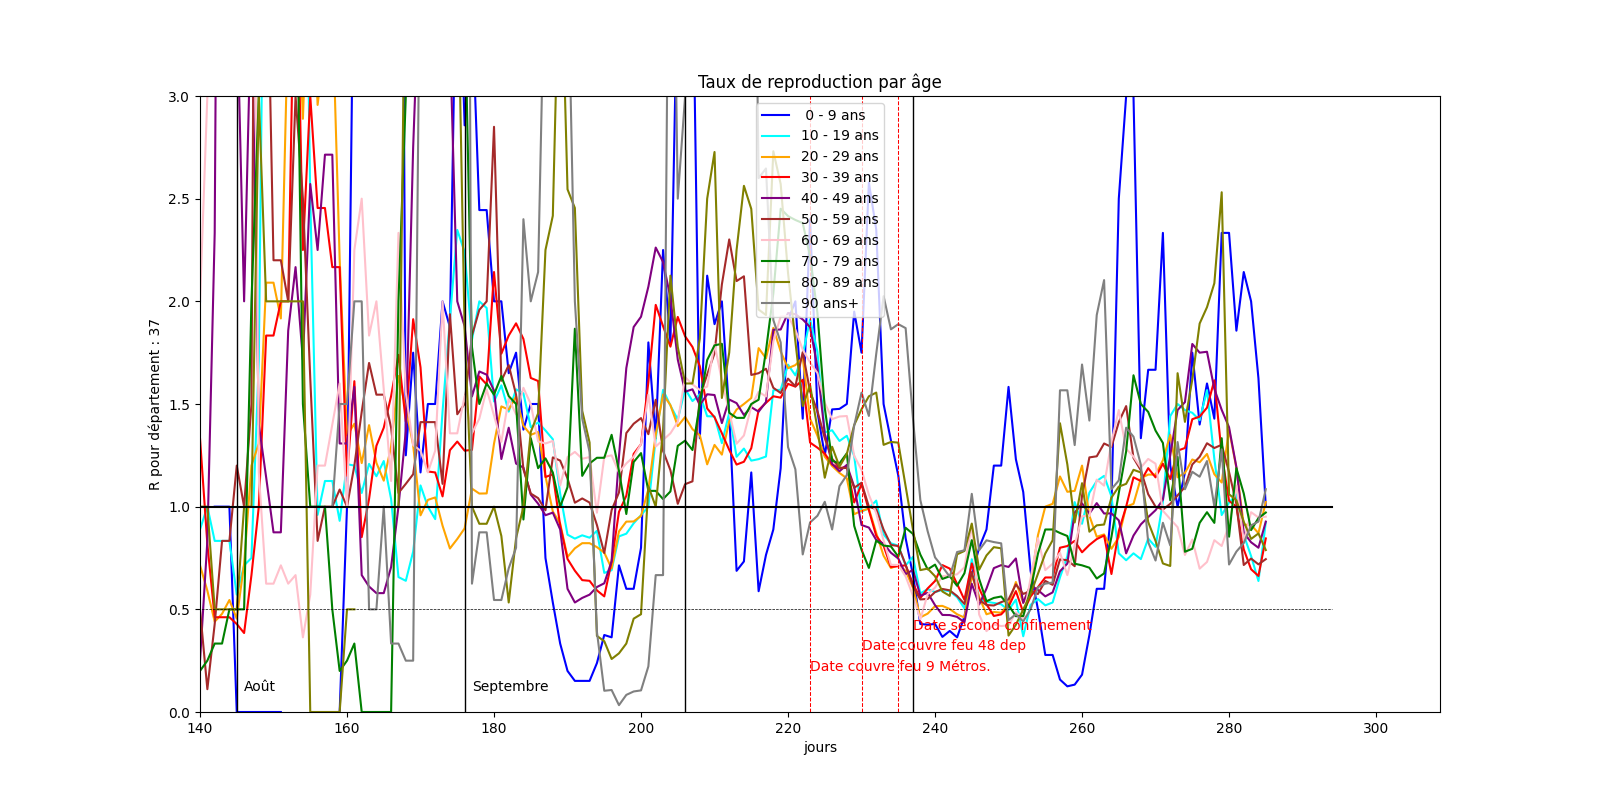 Taux de reproduction par âge
R pour département : 37
3.0
2.5
2.0
1.5
1.0
0.5
0.0
0 - 9 ans
10 - 19 ans
20 - 29 ans
30 - 39 ans
40 - 49 ans
50 - 59 ans
60 - 69 ans
70 - 79 ans
80 - 89 ans
90 ans+
Date second confinement
Date couvre feu 48 dep
Date couvre feu 9 Métros.
Août
Septembre
140 160 180 200 220 240 260 280 300
jours